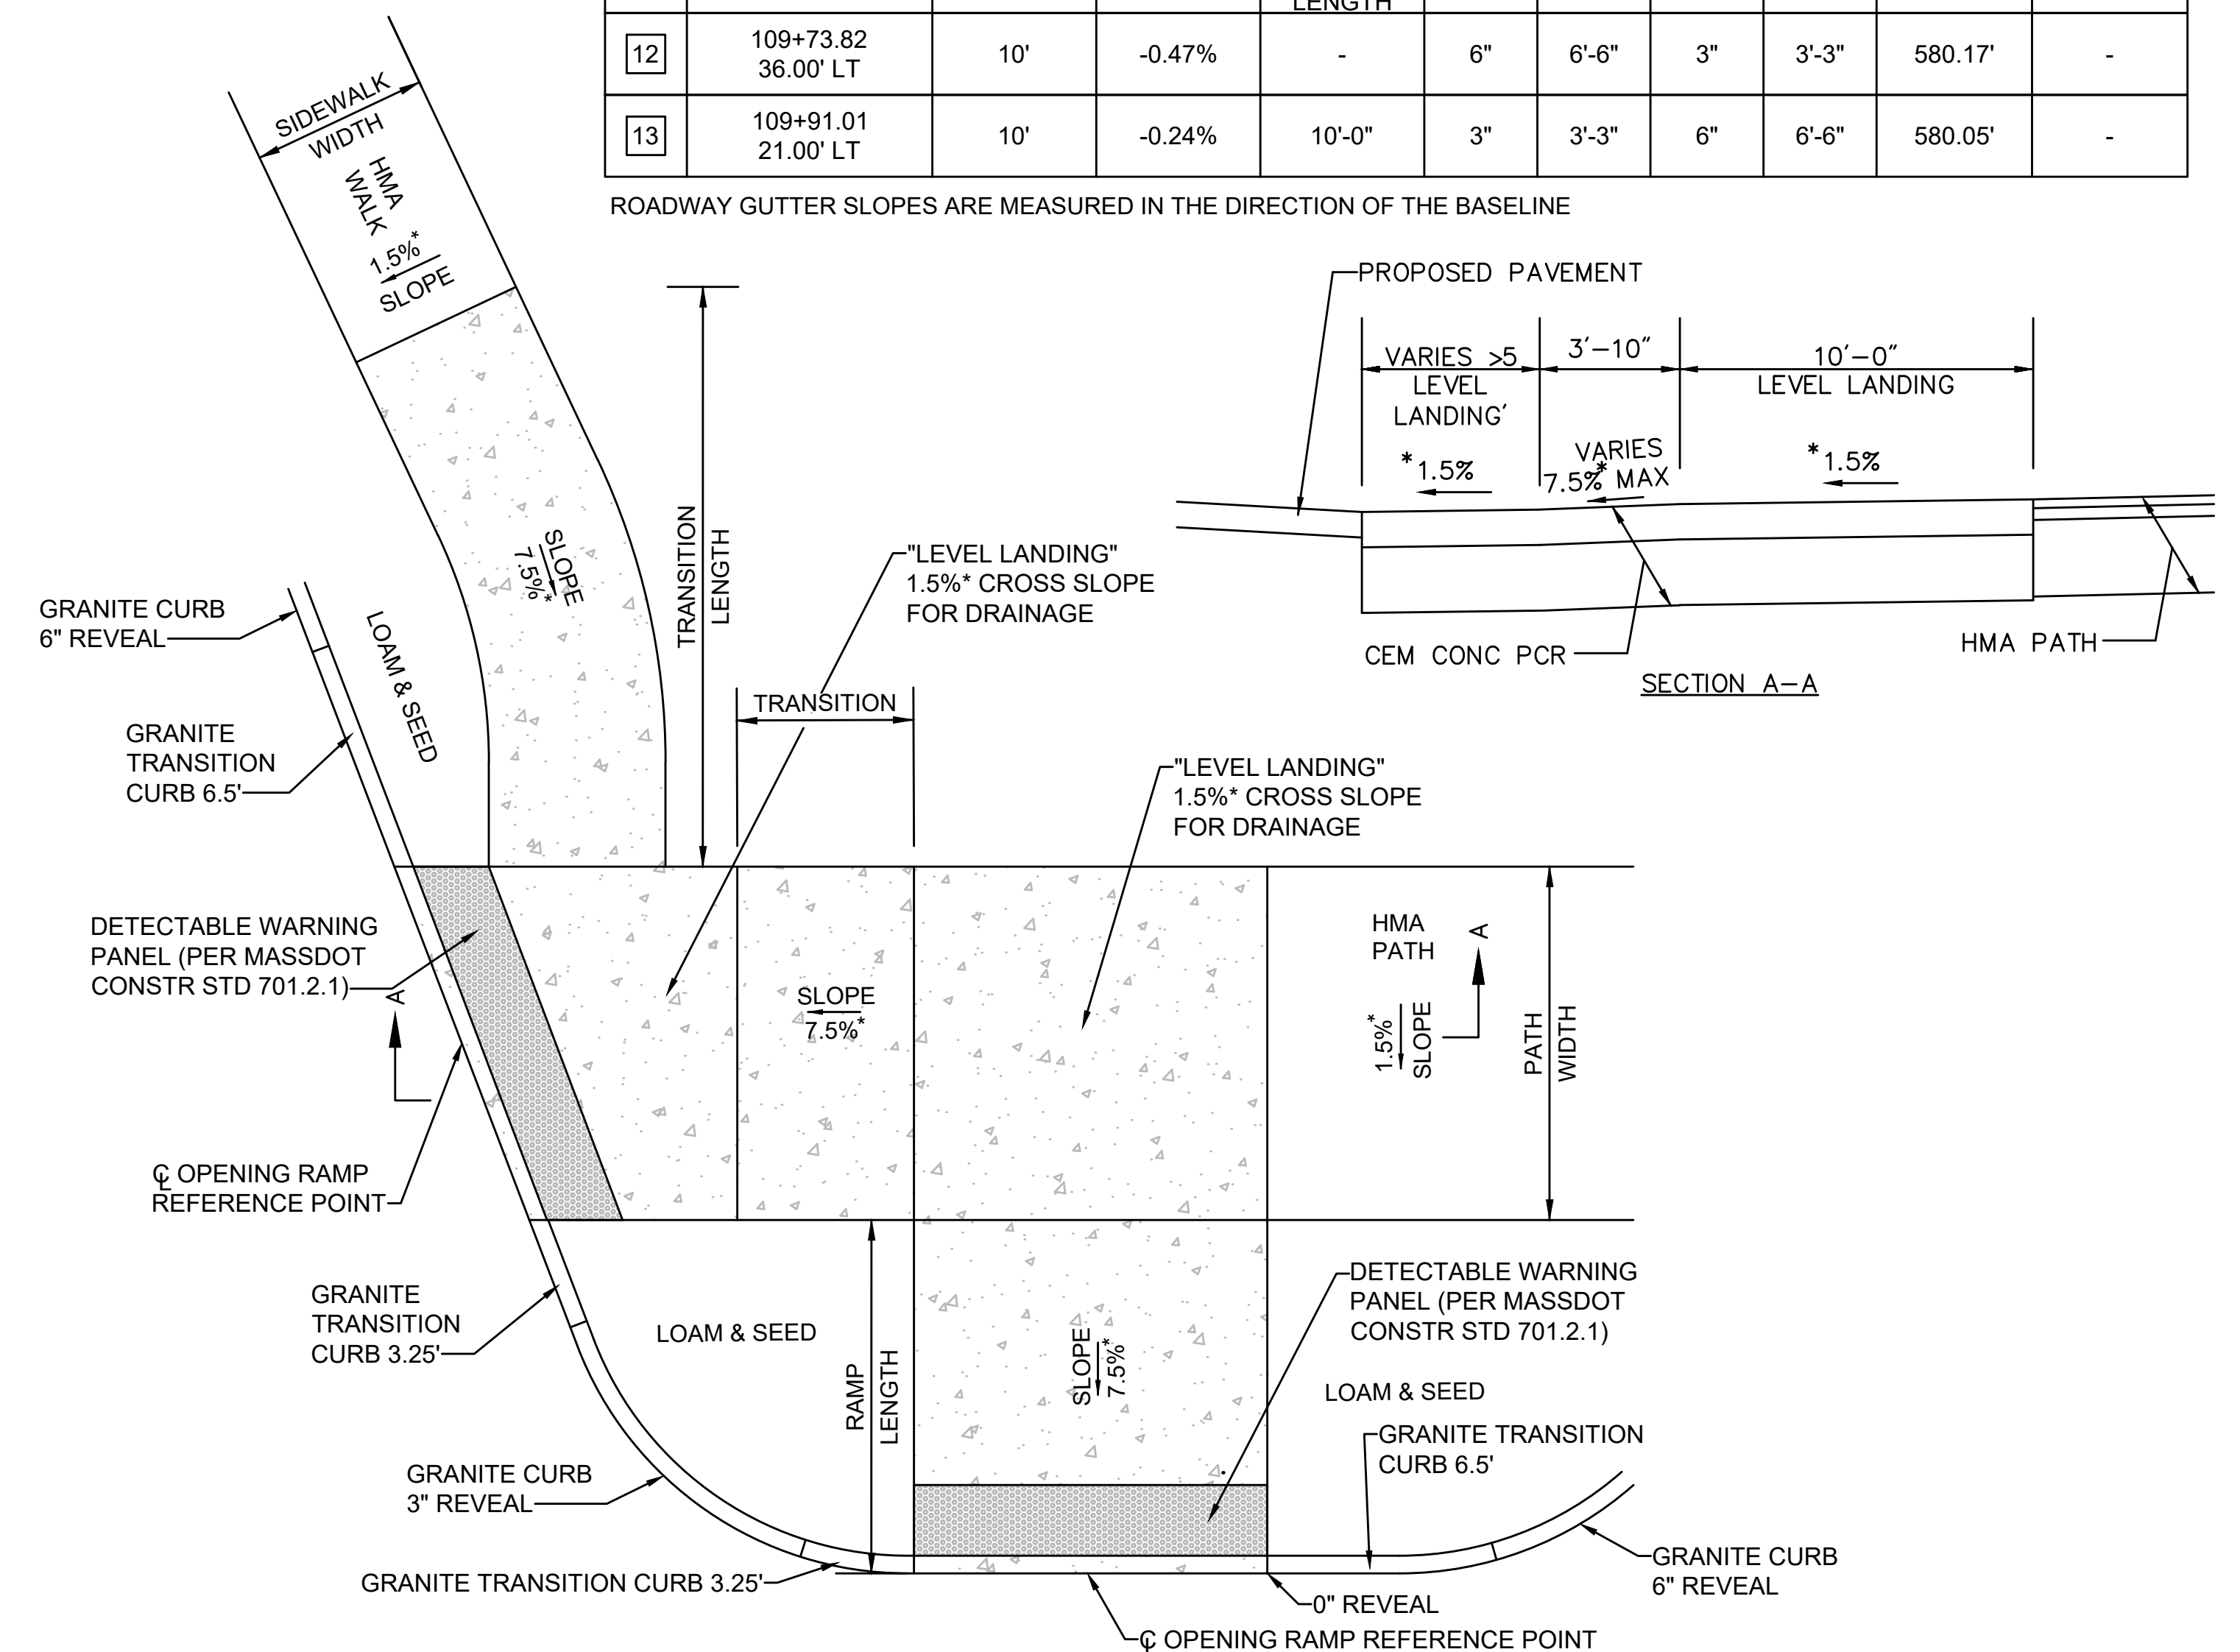 LENGTH
12
109+73.82
36.00' LT
10'
-0.47%
-
6"
6'-6"
3"
3'-3"
580.17'
-
13
109+91.01
21.00' LT
10'
-0.24%
10'-0"
3"
3'-3"
6"
6'-6"
580.05'
-
ROADWAY GUTTER SLOPES ARE MEASURED IN THE DIRECTION OF THE BASELINE
SIDEWALK
WIDTH
HMA
WALK
1.5%*
SLOPE
PROPOSED PAVEMENT
VARIES >5
LEVEL
LANDING'
3'-10"
10'-0"
LEVEL LANDING
*1.5%
VARIES
7.5%* MAX
*1.5%
CEM CONC PCR
HMA PATH
SECTION A-A
SLOPE
7.5%*
TRANSITION
LENGTH
"LEVEL LANDING"
1.5%* CROSS SLOPE
FOR DRAINAGE
GRANITE CURB
6" REVEAL
LOAM & SEED
GRANITE
TRANSITION
CURB 6.5'
TRANSITION
"LEVEL LANDING"
1.5%* CROSS SLOPE
FOR DRAINAGE
DETECTABLE WARNING
PANEL (PER MASSDOT
CONSTR STD 701.2.1)
A
SLOPE
7.5%*
HMA
PATH
A
1.5%*
SLOPE
PATH
WIDTH
℄ OPENING RAMP
REFERENCE POINT
GRANITE
TRANSITION
CURB 3.25'
LOAM & SEED
RAMP
LENGTH
SLOPE
7.5%*
DETECTABLE WARNING
PANEL (PER MASSDOT
CONSTR STD 701.2.1)
LOAM & SEED
GRANITE TRANSITION
CURB 6.5'
GRANITE CURB
3" REVEAL
GRANITE TRANSITION CURB 3.25'
GRANITE CURB
6" REVEAL
0" REVEAL
℄ OPENING RAMP REFERENCE POINT